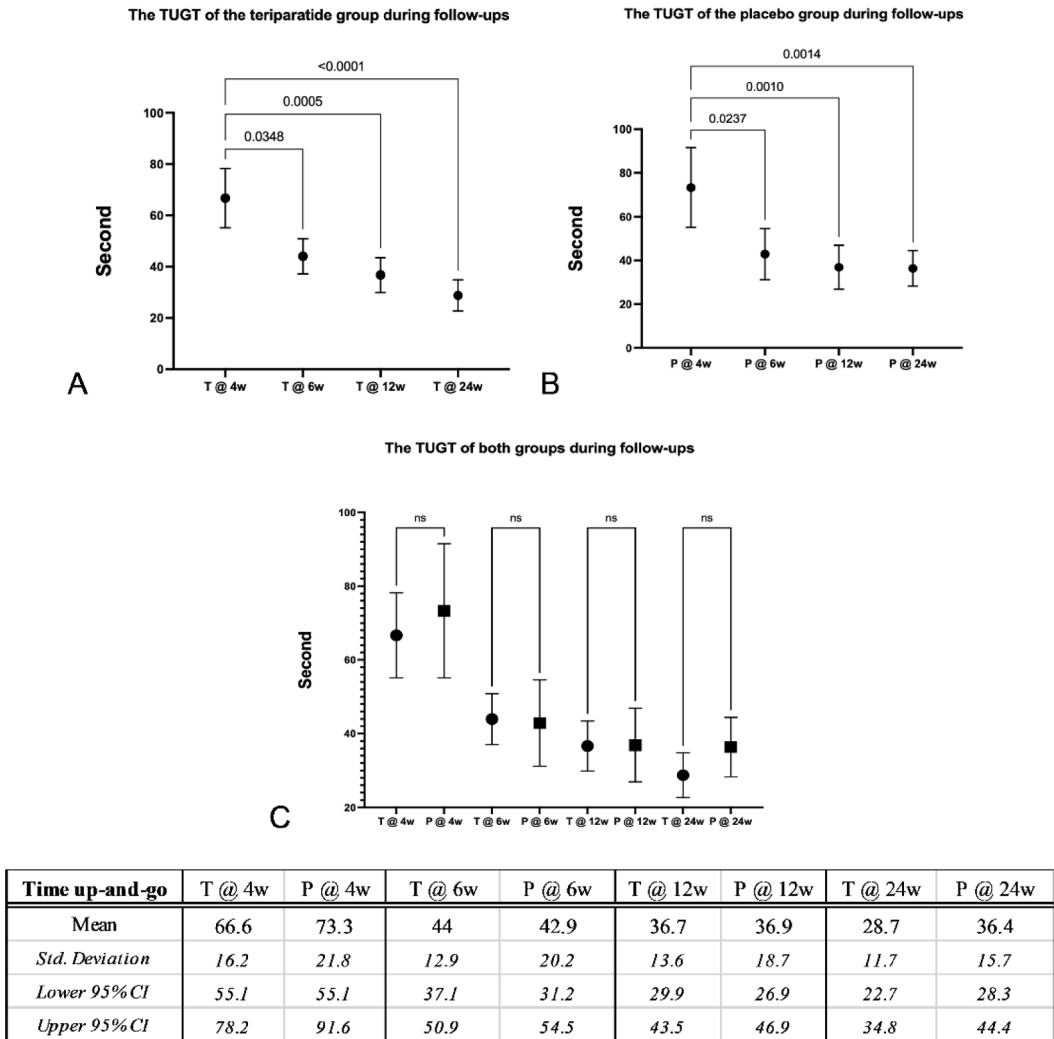 The TUGT of the teriparatide group during follow-ups
<0.0001
0.0005
0.0348
100
80
60
40
20
0
Second
T @ 4w T @ 6w T @ 12w T @ 24w
A
The TUGT of the placebo group during follow-ups
0.0014
0.0010
0.0237
100
80
60
40
20
0
Second
P @ 4w P @ 6w P @ 12w P @ 24w
B
The TUGT of both groups during follow-ups
ns ns ns ns
100
80
60
40
20
Second
T @ 4w P @ 4w T @ 6w P @ 6w T @ 12w P @ 12w T @ 24w P @ 24w
C
Time up-and-go T @ 4w P @ 4w T @ 6w P @ 6w T @ 12w P @ 12w T @ 24w P @ 24w
Mean 66.6 73.3 44 42.9 36.7 36.9 28.7 36.4
Std. Deviation 16.2 21.8 12.9 20.2 13.6 18.7 11.7 15.7
Lower 95%CI 55.1 55.1 37.1 31.2 29.9 26.9 22.7 28.3
Upper 95%CI 78.2 91.6 50.9 54.5 43.5 46.9 34.8 44.4